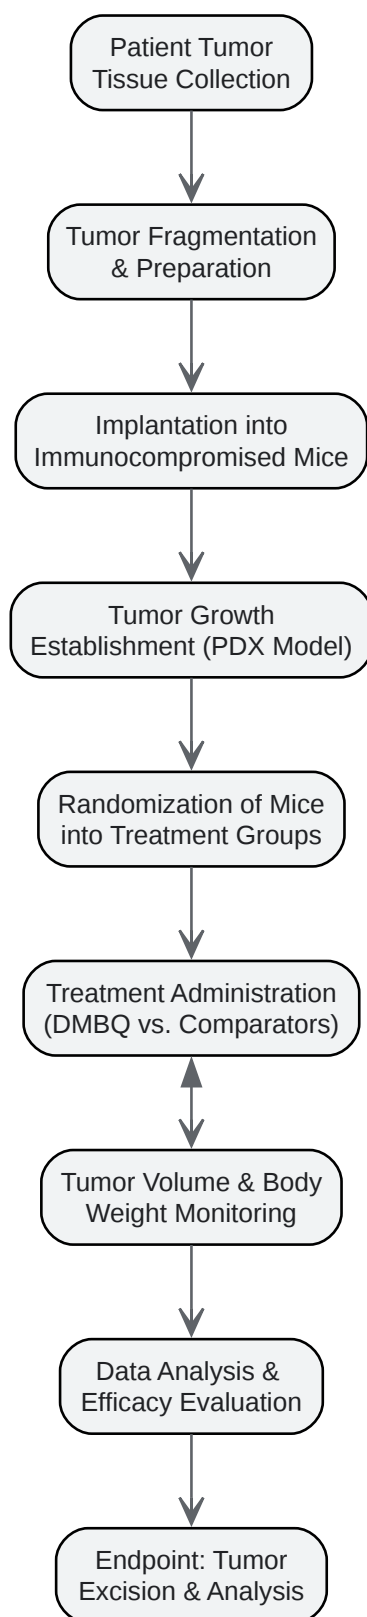 Patient Tumor
Tissue Collection
Tumor Fragmentation
& Preparation
Implantation into
Immunocompromised Mice
Tumor Growth
Establishment (PDX Model)
Randomization of Mice
into Treatment Groups
Treatment Administration
(DMBQ vs. Comparators)
Tumor Volume & Body
Weight Monitoring
Data Analysis &
Efficacy Evaluation
Endpoint: Tumor
Excision & Analysis